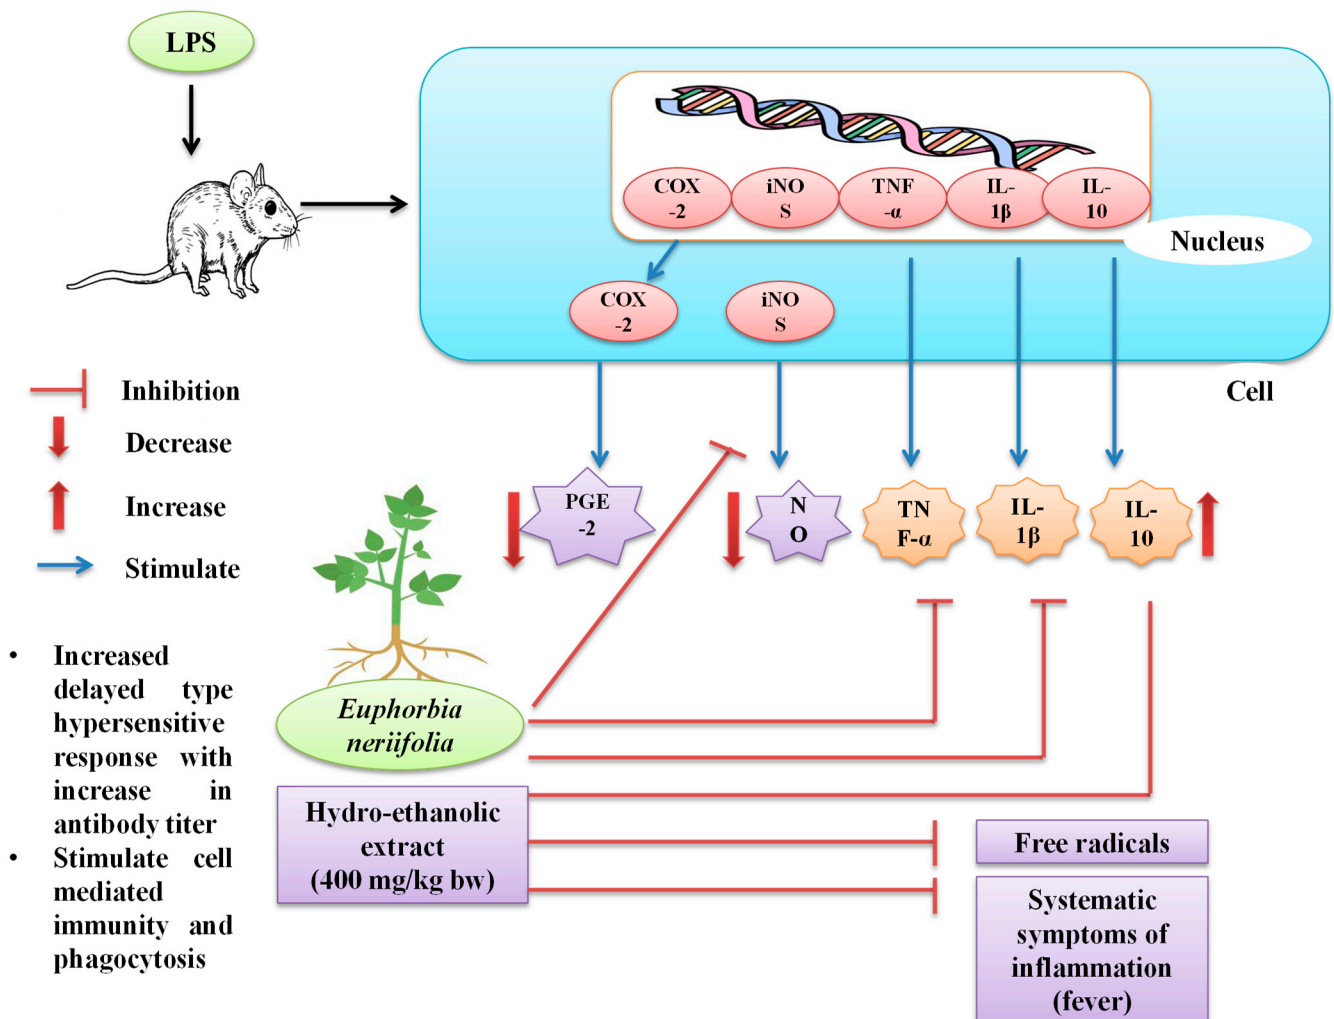 LPS
COX
-2
iNO
S
TNF
-α
IL-
1β
IL-
10
Nucleus
COX
-2
iNO
S
Cell
Inhibition
Decrease
Increase
Stimulate
PGE
-2
N
O
TN
F-α
IL-
1β
IL-
10
• Increased
delayed type
hypersensitive
response with
increase in
antibody titer
• Stimulate cell
mediated
immunity and
phagocytosis
Euphorbia
neriifolia
Hydro-ethanolic
extract
(400 mg/kg bw)
Free radicals
Systematic
symptoms of
inflammation
(fever)